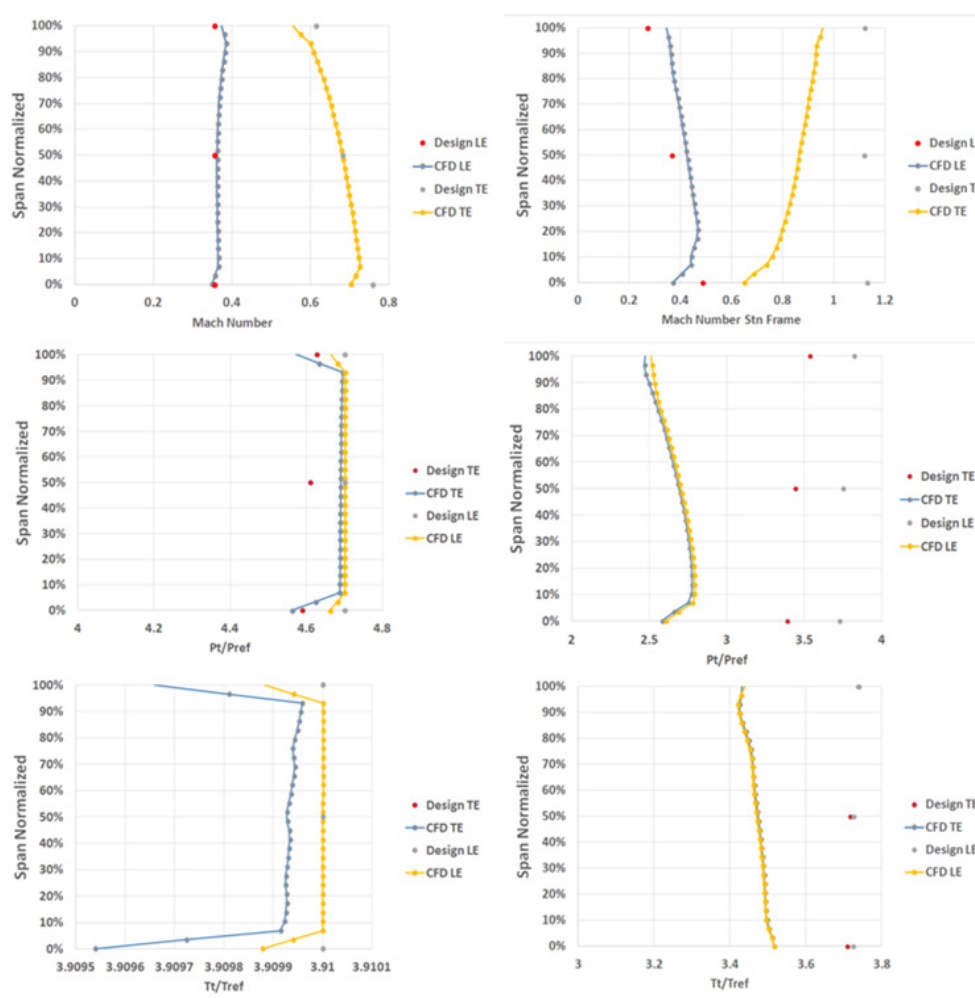 100%
90%
80%
70%
60%
50%
40%
30%
20%
10%
0%
Span Normalized
0
0.2
0.4
0.6
0.8
Mach Number
Design LE
CFD LE
Design TE
CFD TE
100%
90%
80%
70%
60%
50%
40%
30%
20%
10%
0%
Span Normalized
0
0.2
0.4
0.6
0.8
1
1.2
Mach Number Stn Frame
Design L
CFD LE
Design T
CFD TE
100%
90%
80%
70%
60%
50%
40%
30%
20%
10%
0%
Span Normalized
4
4.2
4.4
4.6
4.8
Pt/Pref
Design TE
CFD TE
Design LE
CFD LE
100%
90%
80%
70%
60%
50%
40%
30%
20%
10%
0%
Span Normalized
2
2.5
3
3.5
4
Pt/Pref
Design TE
CFD TE
Design LE
CFD LE
100%
90%
80%
70%
60%
50%
40%
30%
20%
10%
0%
Span Normalized
3.9095
3.9096
3.9097
3.9098
3.9099
3.91
3.9101
Tt/Tref
Design TE
CFD TE
Design LE
CFD LE
100%
90%
80%
70%
60%
50%
40%
30%
20%
10%
0%
Span Normalized
3
3.2
3.4
3.6
3.8
Tt/Tref
Design TE
CFD TE
Design LE
CFD LE